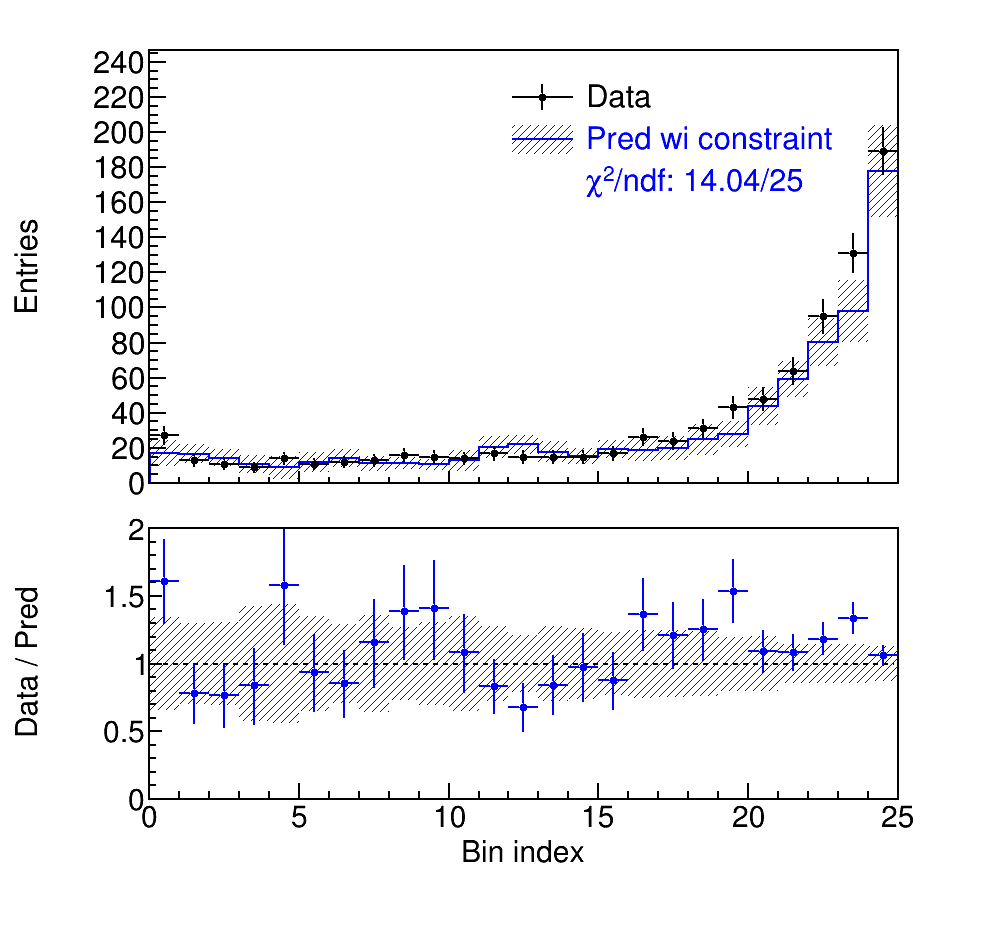 240
220
200
180
160
140
120
100
80
60
40
20
0
Entries
Data
Pred wi constraint
χ²/ndf: 14.04/25
2
1.5
1
0.5
0
Data / Pred
0 5 10 15 20 25
Bin index